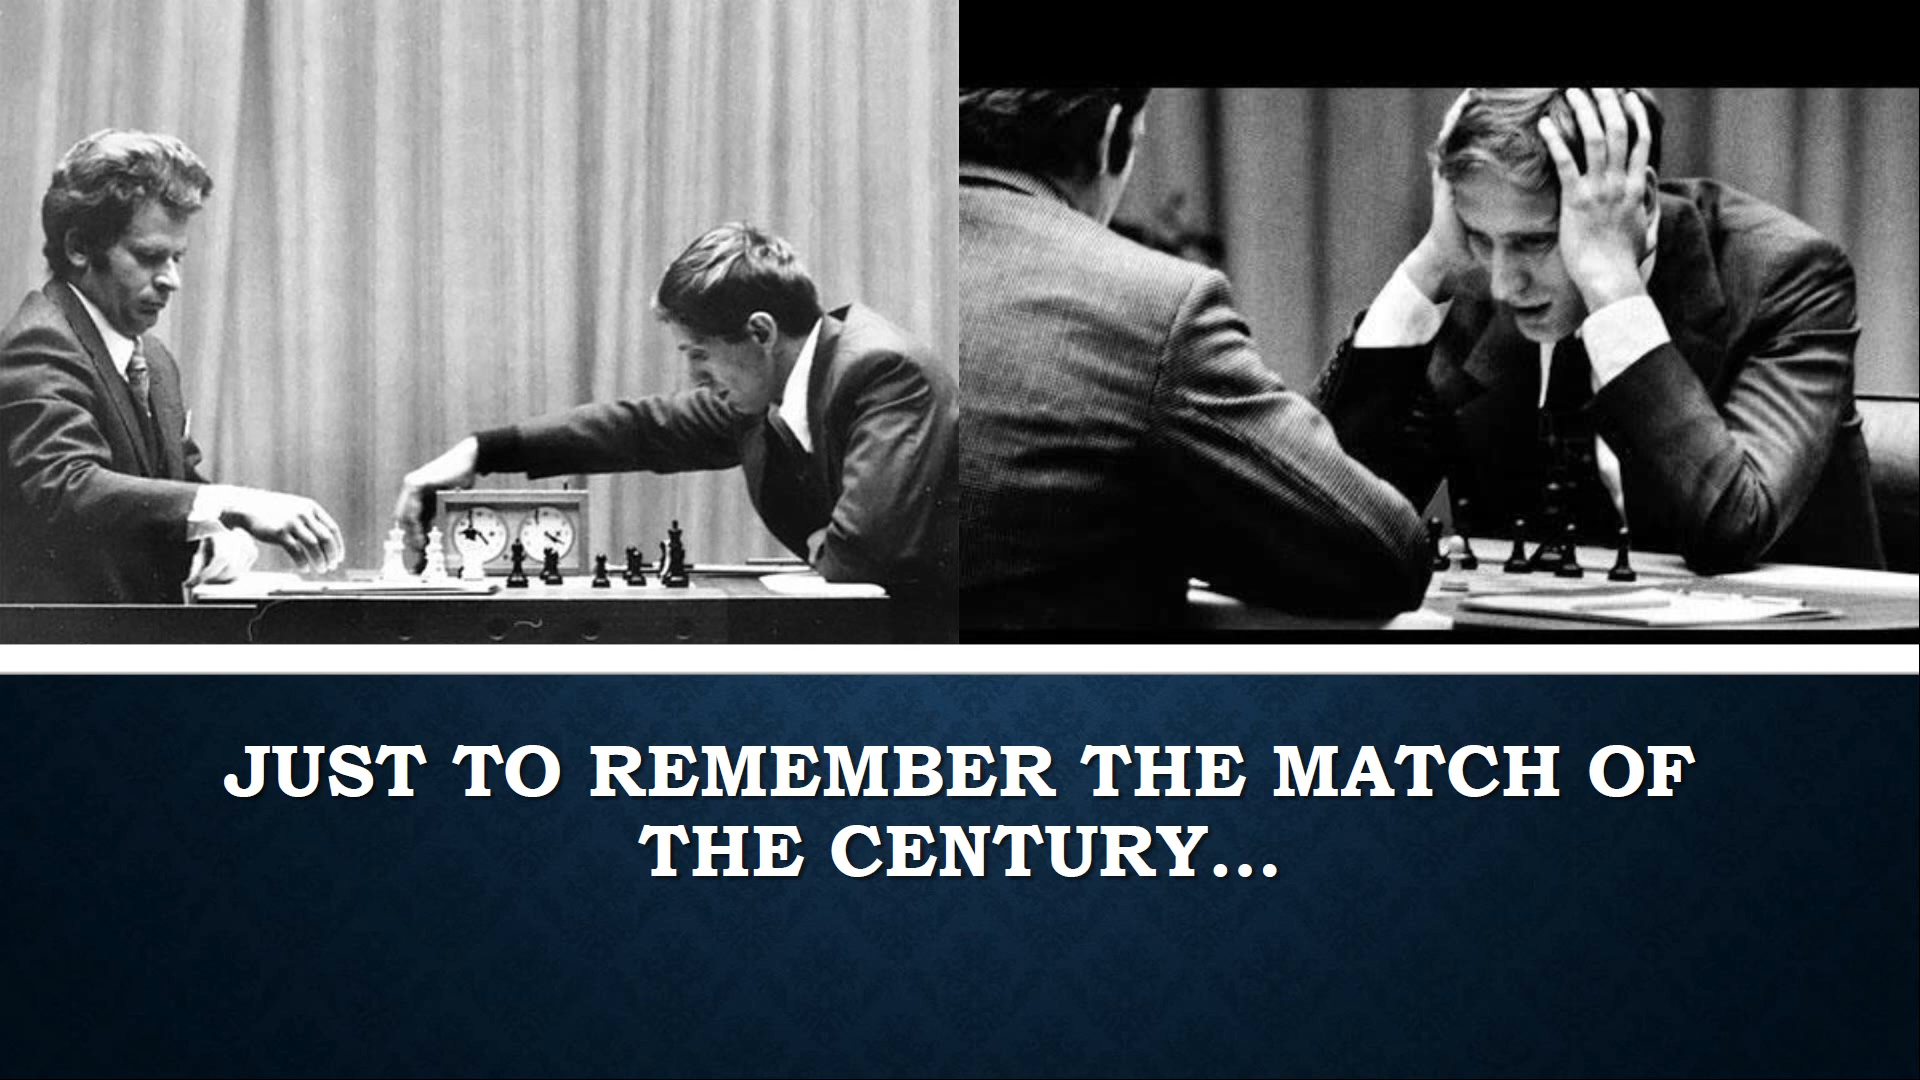 JUST TO REMEMBER THE MATCH OF
THE CENTURY...